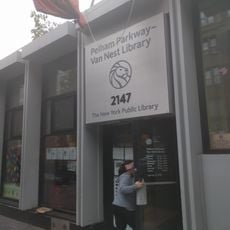 Pelham Parkway–
Van Nest Library
2147
The New York Public Library